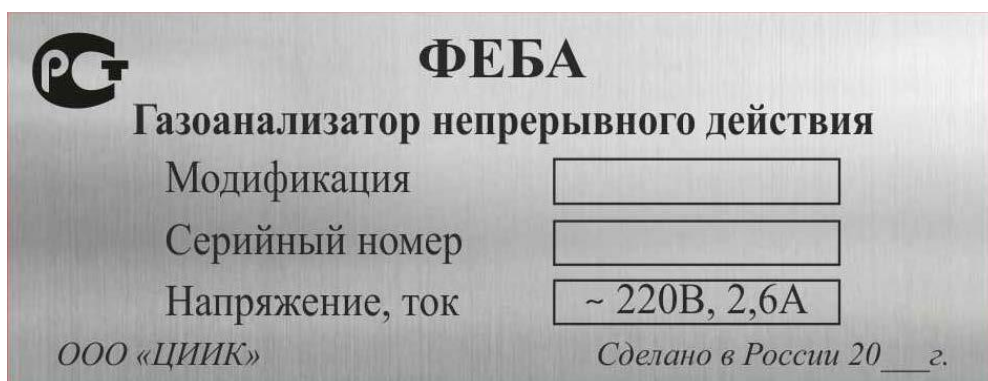 РСТ
ФЕБА
Газоанализатор непрерывного действия
Модификация
Серийный номер
Напряжение, ток ~ 220В, 2,6А
ООО «ЦИИК» Сделано в России 20___г.